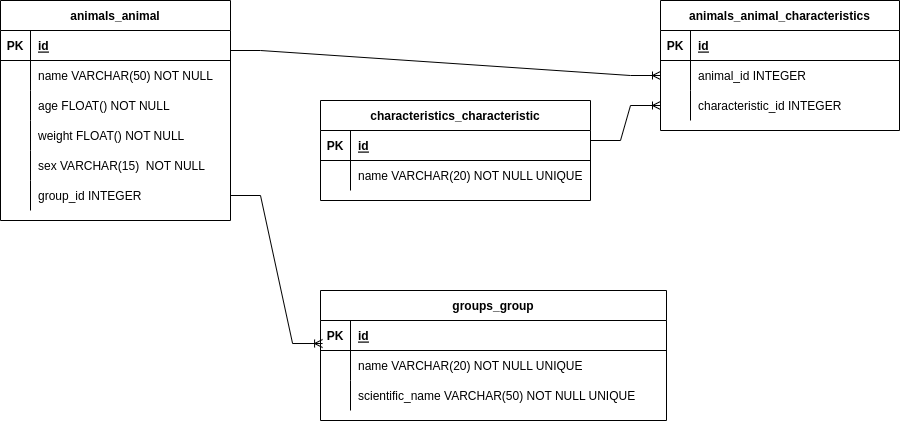 animals_animal
PK id
name VARCHAR(50) NOT NULL
age FLOAT() NOT NULL
weight FLOAT() NOT NULL
sex VARCHAR(15)  NOT NULL
group_id INTEGER
animals_animal_characteristics
PK id
animal_id INTEGER
characteristic_id INTEGER
characteristics_characteristic
PK id
name VARCHAR(20) NOT NULL UNIQUE
groups_group
PK id
name VARCHAR(20) NOT NULL UNIQUE
scientific_name VARCHAR(50) NOT NULL UNIQUE